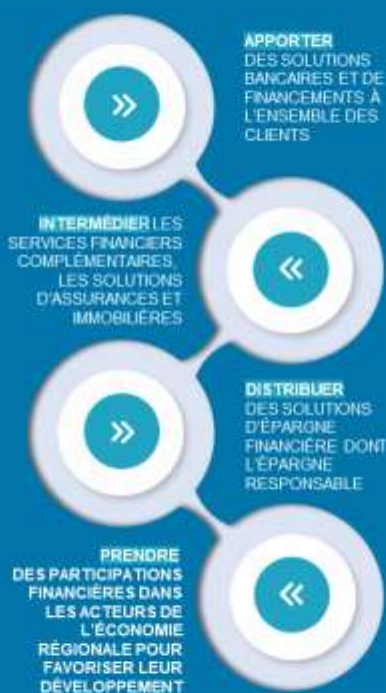 APPORTER
DES SOLUTIONS
BANCAIRES ET DE
FINANCEMENTS À
L'ENSEMBLE DES
CLIENTS
INTERMÉDIER LES
SERVICES FINANCIERS
COMPLÉMENTAIRES,
LES SOLUTIONS
D'ASSURANCES ET
IMMOBILIÈRES
DISTRIBUER
DES SOLUTIONS
D'ÉPARGNE
FINANCIÈRE DONT
L'ÉPARGNE
RESPONSABLE
PRENDRE
DES PARTICIPATIONS
FINANCIÈRES DANS
LES ACTEURS DE
L'ÉCONOMIE
RÉGIONALE POUR
FAVORISER LEUR
DÉVELOPPEMENT